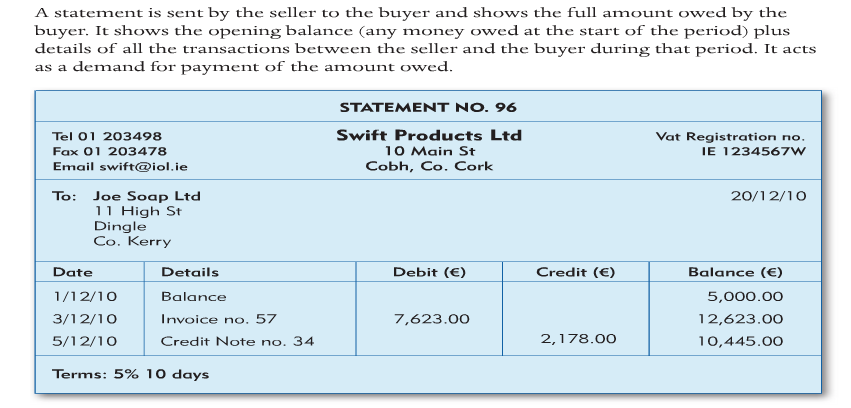 A statement is sent by the seller to the buyer and shows the full amount owed by the
buyer. It shows the opening balance (any money owed at the start of the period) plus
details of all the transactions between the seller and the buyer during that period. It acts
as a demand for payment of the amount owed.
STATEMENT NO. 96
Tel 01 203498 Swift Products Ltd Vat Registration no.
Fax 01 203478 10 Main St IE 1234567W
Email swift@iol.ie Cobh, Co. Cork
To: Joe Soap Ltd 20/12/10
11 High St
Dingle
Co. Kerry
Date Details Debit (€) Credit (€) Balance (€)
1/12/10 Balance 5,000.00
3/12/10 Invoice no. 57 7,623.00 12,623.00
5/12/10 Credit Note no. 34 2,178.00 10,445.00
Terms: 5% 10 days